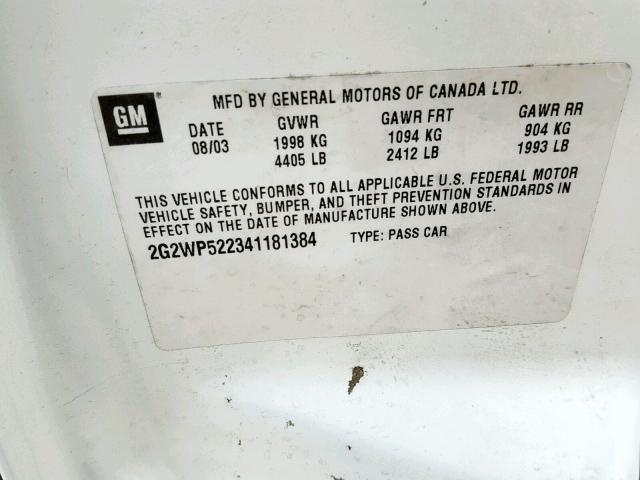 GM
MFD BY GENERAL MOTORS OF CANADA LTD.
DATE GVWR GAWR FRT GAWR RR
08/03 1998 KG 1094 KG 904 KG
4405 LB 2412 LB 1993 LB
THIS VEHICLE CONFORMS TO ALL APPLICABLE U.S. FEDERAL MOTOR
VEHICLE SAFETY, BUMPER, AND THEFT PREVENTION STANDARDS IN
EFFECT ON THE DATE OF MANUFACTURE SHOWN ABOVE.
2G2WP522341181384 TYPE: PASS CAR